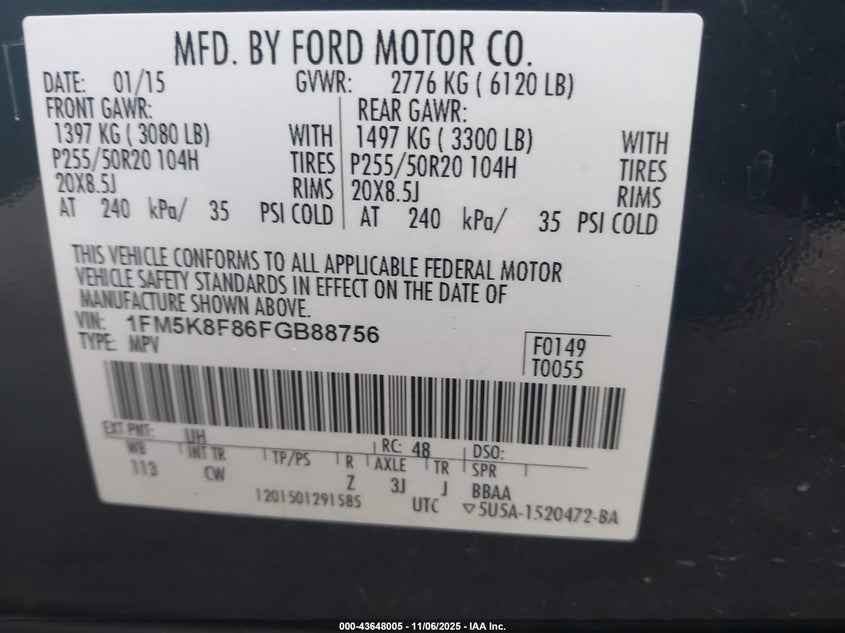 MFD. BY FORD MOTOR CO.
DATE: 01/15 GVWR: 2776 KG ( 6120 LB)
FRONT GAWR: REAR GAWR:
1397 KG ( 3080 LB) WITH 1497 KG ( 3300 LB) WITH
P255/50R20 104H TIRES P255/50R20 104H TIRES
20X8.5J RIMS 20X8.5J RIMS
AT 240 kPa/ 35 PSI COLD AT 240 kPa/ 35 PSI COLD
THIS VEHICLE CONFORMS TO ALL APPLICABLE FEDERAL MOTOR
VEHICLE SAFETY STANDARDS IN EFFECT ON THE DATE OF
MANUFACTURE SHOWN ABOVE.
VIN: 1FM5K8F86FGB88756
TYPE: MPV
F0149
T0055
EXT PNT: UH RC: 48 DSO:
WB INT TR TP/PS R AXLE TR SPR
113 CW Z 3J J BBAA
1201501291585 UTC ▽5U5A-1520472-BA
000-43648005 - 11/06/2025 - IAA Inc.